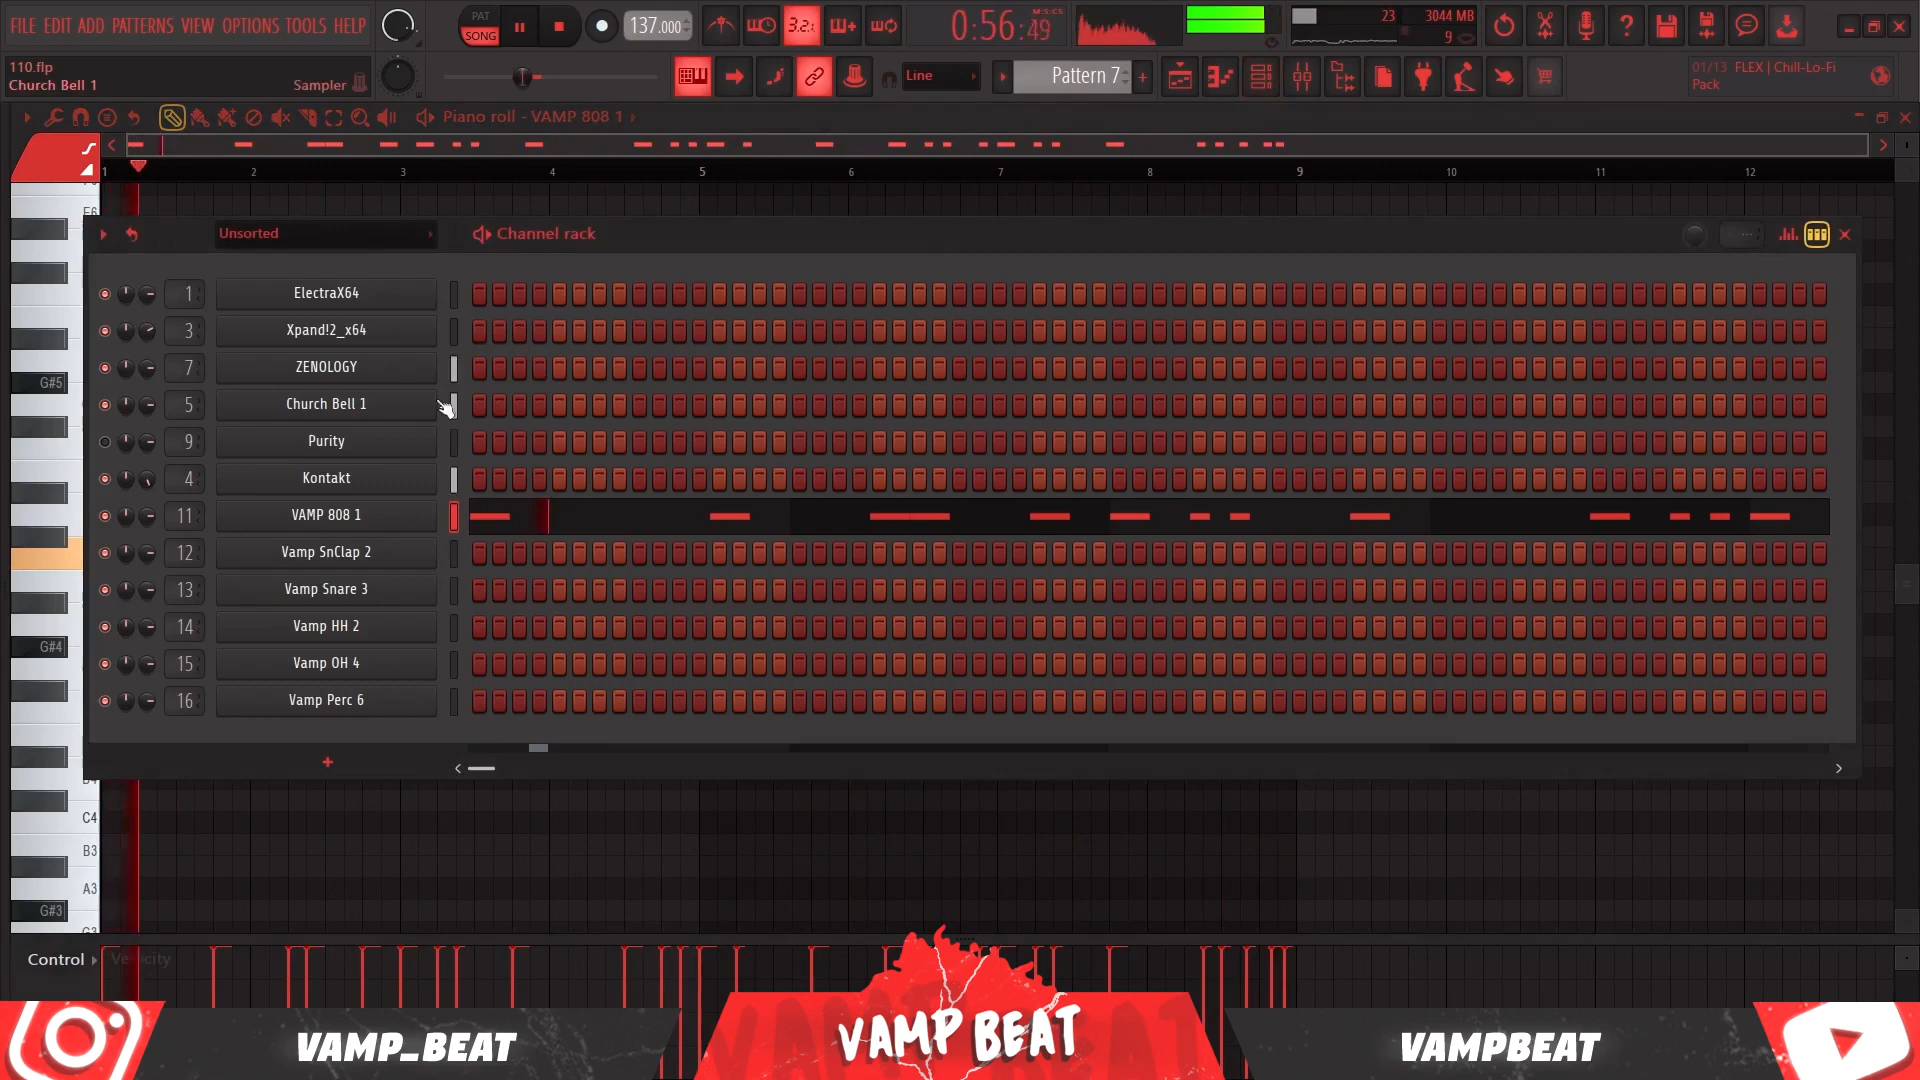 FILE EDIT ADD PATTERNS VIEW OPTIONS TOOLS HELP
PAT
SONG
137.000
3.2.1
0:56:49
M:S:CS
23
3044 MB
9
110.flp
Church Bell 1
Sampler
Line
Pattern 7
01/13 FLEX | Chill-Lo-Fi
Pack
Piano roll - VAMP 808 1
1 2 3 4 5 6 7 8 9 10 11 12
Unsorted
Channel rack
1 ElectraX64
3 Xpand!2_x64
7 ZENOLOGY
5 Church Bell 1
9 Purity
4 Kontakt
11 VAMP 808 1
12 Vamp SnClap 2
13 Vamp Snare 3
14 Vamp HH 2
15 Vamp OH 4
16 Vamp Perc 6
G#5
G#4
C4
B3
A3
G#3
Control
Velocity
VAMP_BEAT
VAMP BEAT
VAMPBEAT